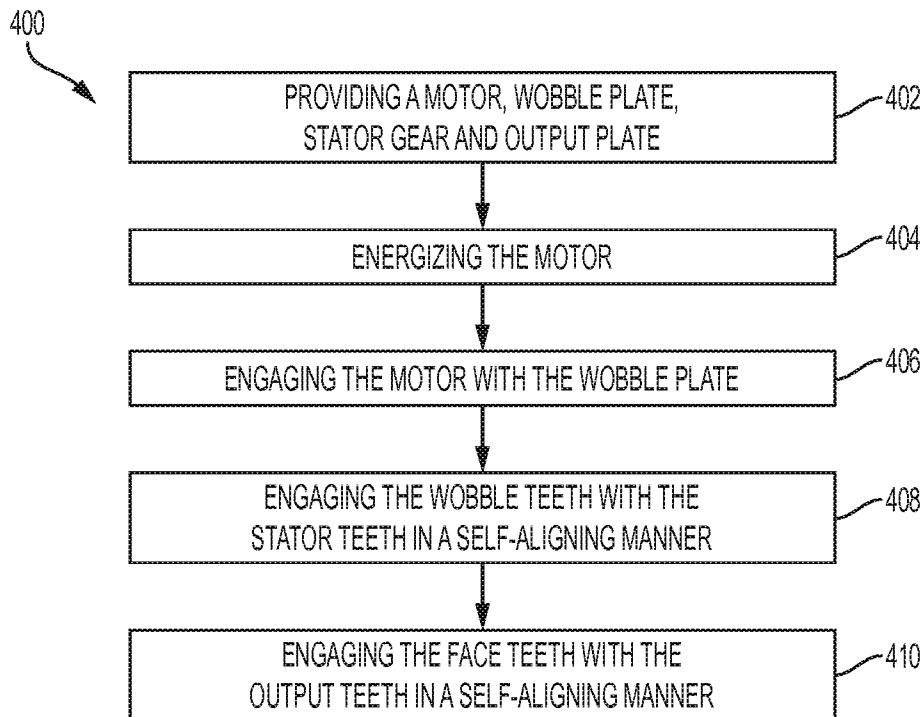 400
PROVIDING A MOTOR, WOBBLE PLATE,
STATOR GEAR AND OUTPUT PLATE
402
ENERGIZING THE MOTOR
404
ENGAGING THE MOTOR WITH THE WOBBLE PLATE
406
ENGAGING THE WOBBLE TEETH WITH THE
STATOR TEETH IN A SELF-ALIGNING MANNER
408
ENGAGING THE FACE TEETH WITH THE
OUTPUT TEETH IN A SELF-ALIGNING MANNER
410